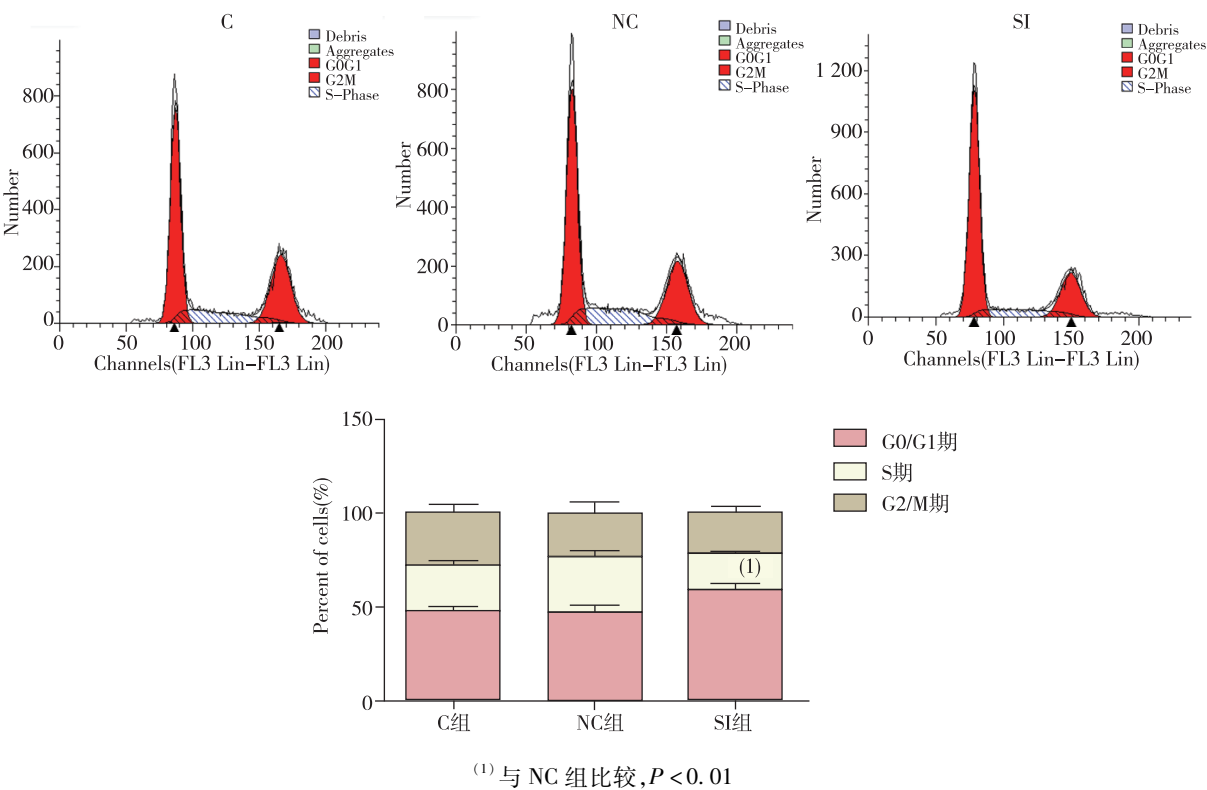 C
Debris
Aggregates
G0G1
G2M
S-Phase
Number
800
600
400
200
0
0 50 100 150 200
Channels(FL3 Lin-FL3 Lin)
NC
Debris
Aggregates
G0G1
G2M
S-Phase
Number
800
600
400
200
0
0 50 100 150 200
Channels(FL3 Lin-FL3 Lin)
SI
Debris
Aggregates
G0G1
G2M
S-Phase
Number
1 200
900
600
300
0
0 50 100 150 200
Channels(FL3 Lin-FL3 Lin)
Percent of cells(%)
150
100
50
0
(1)
C组 NC组 SI组
G0/G1期
S期
G2/M期
(1) 与 NC 组比较,P<0.01